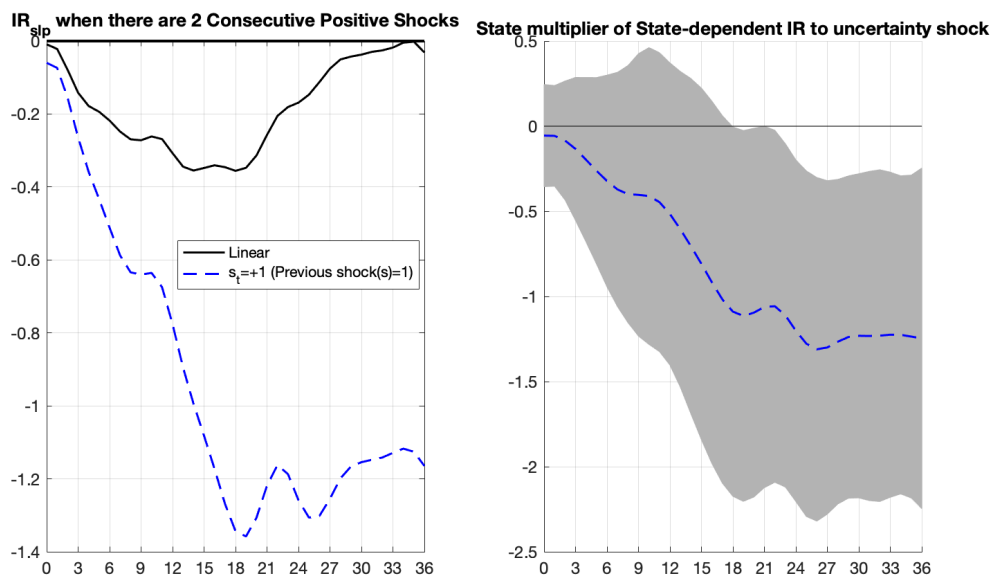 IR_slp when there are 2 Consecutive Positive Shocks
0
-0.2
-0.4
-0.6
-0.8
-1
-1.2
-1.4
Linear
s_t=+1 (Previous shock(s)=1)
0 3 6 9 12 15 18 21 24 27 30 33 36
State multiplier of State-dependent IR to uncertainty shock
0.5
0
-0.5
-1
-1.5
-2
-2.5
0 3 6 9 12 15 18 21 24 27 30 33 36